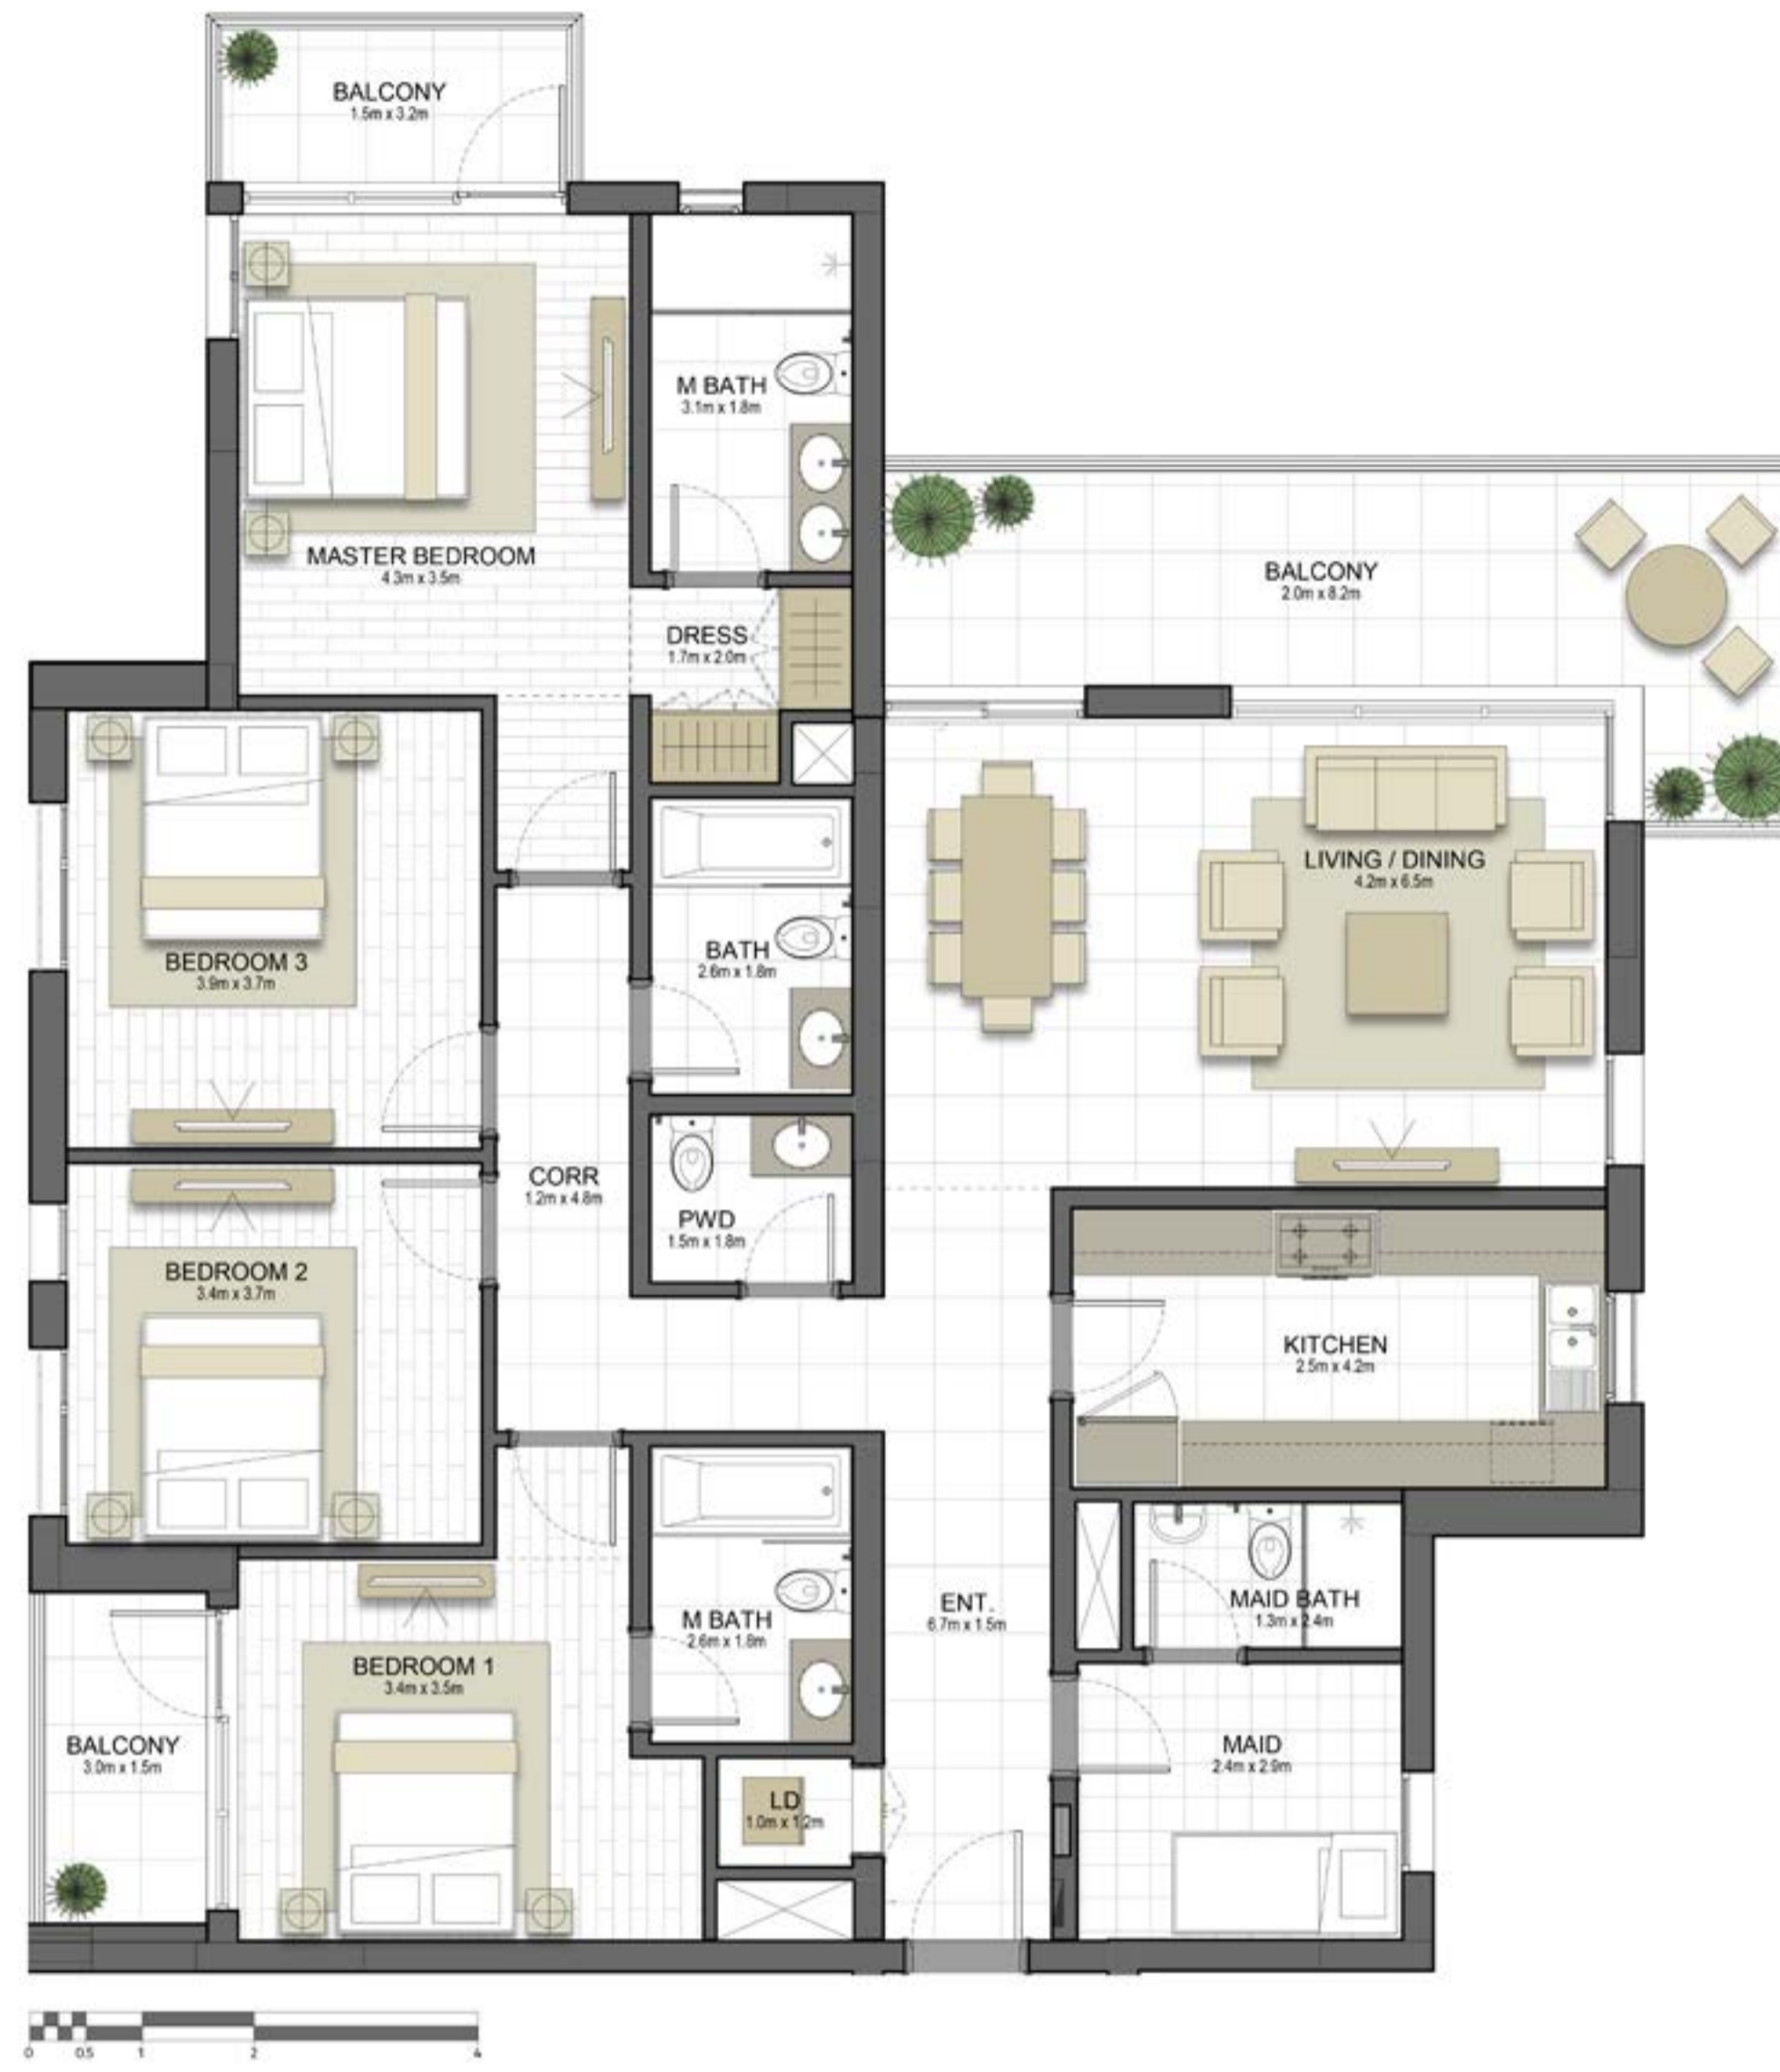 BALCONY
1.5m x 3.2m
M BATH
3.1m x 1.8m
MASTER BEDROOM
4.3m x 3.5m
BALCONY
2.0m x 8.2m
DRESS
1.7m x 2.0m
LIVING / DINING
4.2m x 6.5m
BEDROOM 3
3.9m x 3.7m
BATH
2.6m x 1.8m
CORR
1.2m x 4.8m
PWD
1.5m x 1.8m
BEDROOM 2
3.4m x 3.7m
KITCHEN
2.5m x 4.2m
ENT.
6.7m x 1.5m
MAID BATH
1.3m x 2.4m
M BATH
2.6m x 1.8m
BEDROOM 1
3.4m x 3.5m
BALCONY
3.0m x 1.5m
MAID
2.4m x 2.9m
LD
1.0m x 1.2m
0 0.5 1 2 4